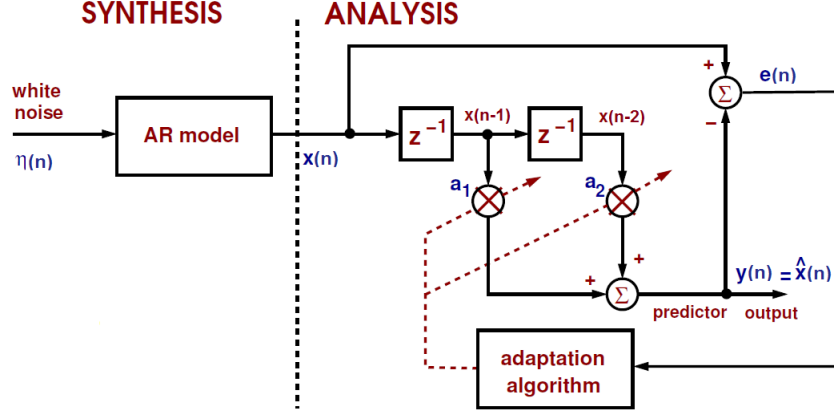 SYNTHESIS
ANALYSIS
white
noise
η(n)
AR model
x(n)
z⁻¹
x(n-1)
z⁻¹
x(n-2)
a₁
a₂
+
+
Σ
+
Σ
−
e(n)
y(n) = x̂(n)
predictor output
adaptation
algorithm